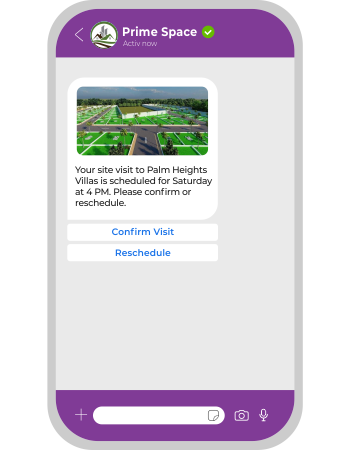 Prime Space
Activ now
Your site visit to Palm Heights
Villas is scheduled for Saturday
at 4 PM. Please confirm or
reschedule.
Confirm Visit
Reschedule